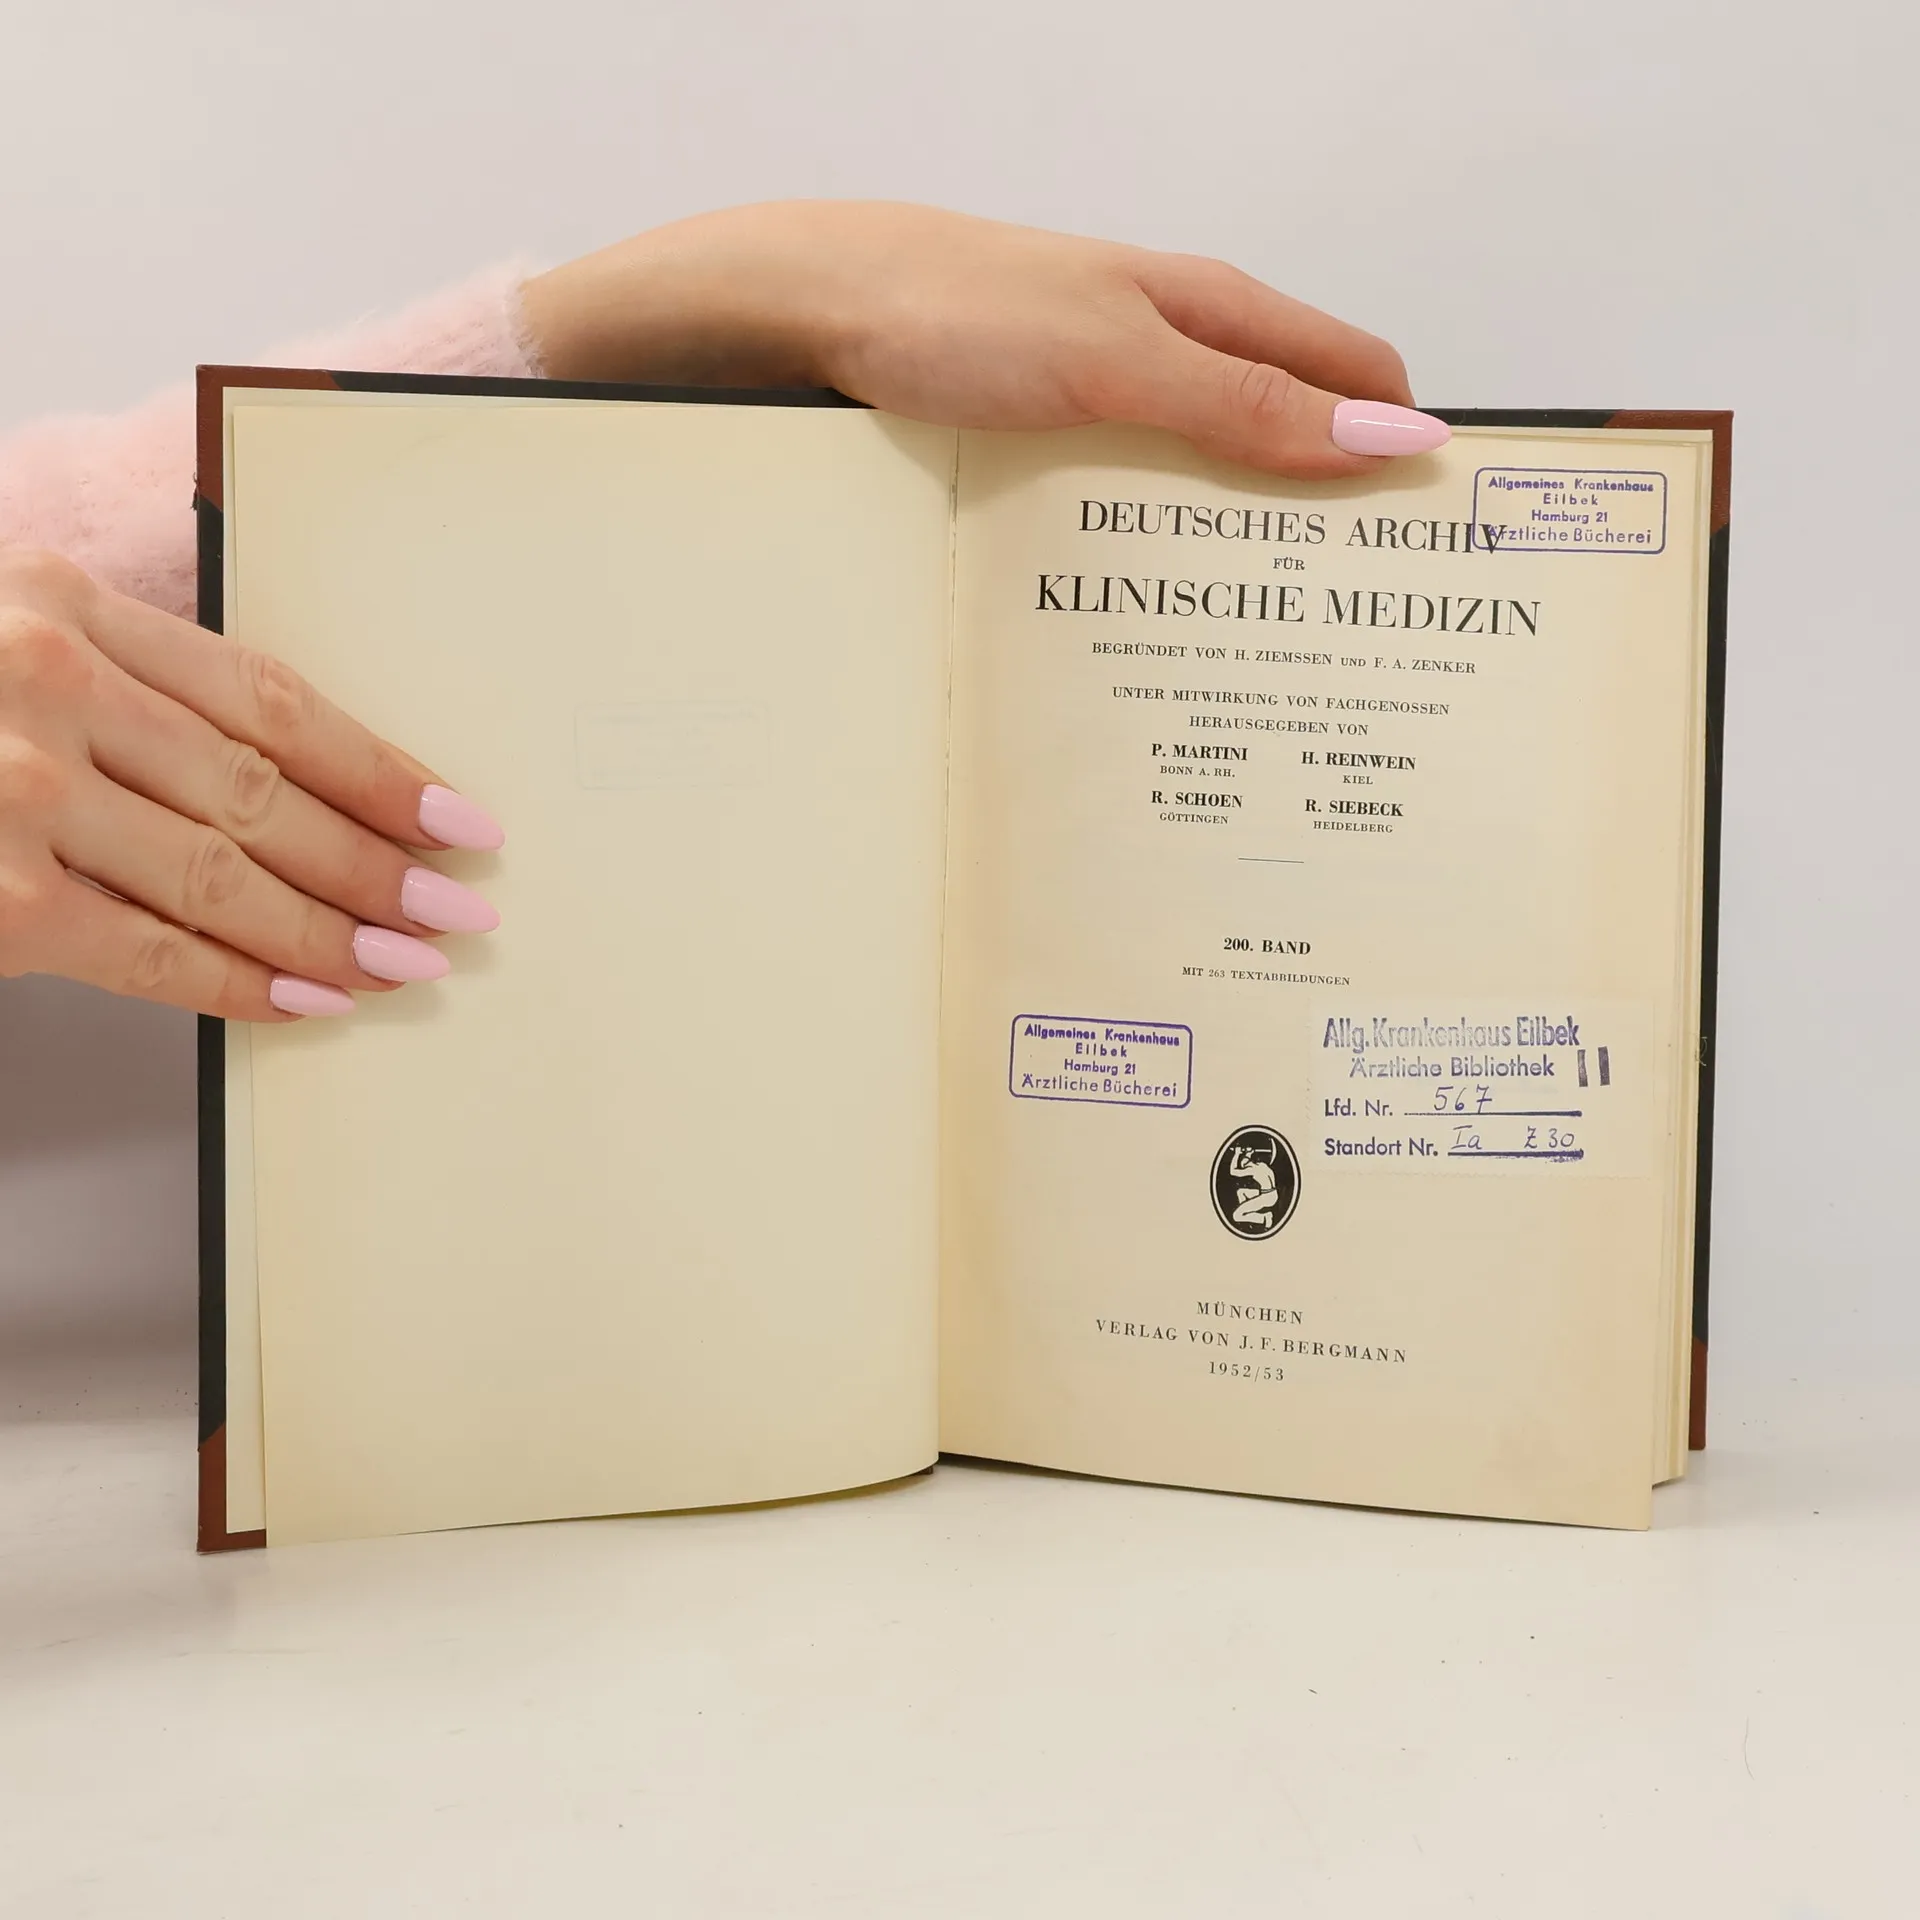 Allgemeines Krankenhaus
Eilbek
Hamburg 21
Ärztliche Bücherei
DEUTSCHES ARCHIV
FÜR
KLINISCHE MEDIZIN
BEGRÜNDET VON H. ZIEMSSEN UND F. A. ZENKER
UNTER MITWIRKUNG VON FACHGENOSSEN
HERAUSGEGEBEN VON
P. MARTINI H. REINWEIN
BONN A. RH. KIEL
R. SCHOEN R. SIEBECK
GÖTTINGEN HEIDELBERG
200. BAND
MIT 263 TEXTABBILDUNGEN
Allgemeines Krankenhaus
Eilbek
Hamburg 21
Ärztliche Bücherei
Allg. Krankenhaus Eilbek
Ärztliche Bibliothek II
Lfd. Nr. 567
Standort Nr. Ia Z 30
MÜNCHEN
VERLAG VON J. F. BERGMANN
1952/53